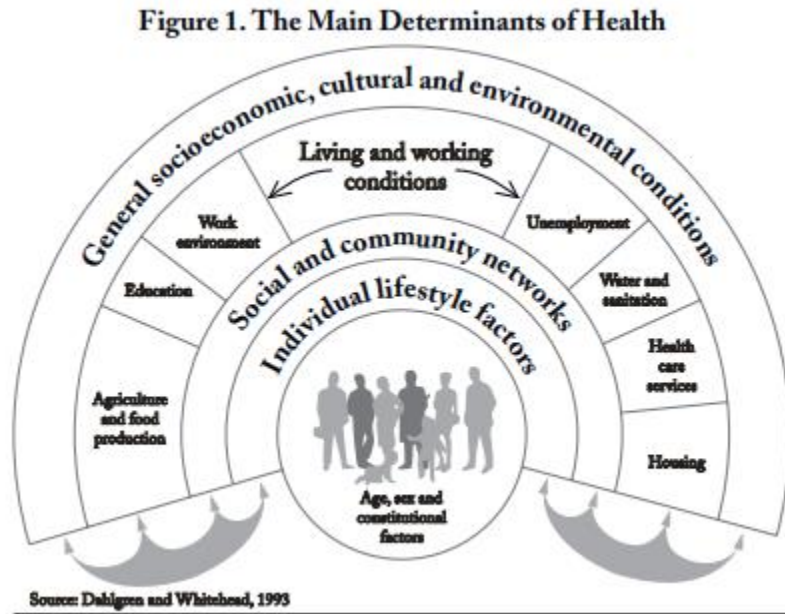 Figure 1. The Main Determinants of Health
General socioeconomic, cultural and environmental conditions
Living and working
conditions
Work
environment
Unemployment
Education
Water and
sanitation
Social and community networks
Individual lifestyle factors
Health
care
services
Agriculture
and food
production
Housing
Age, sex and
constitutional
factors
Source: Dahlgren and Whitehead, 1993